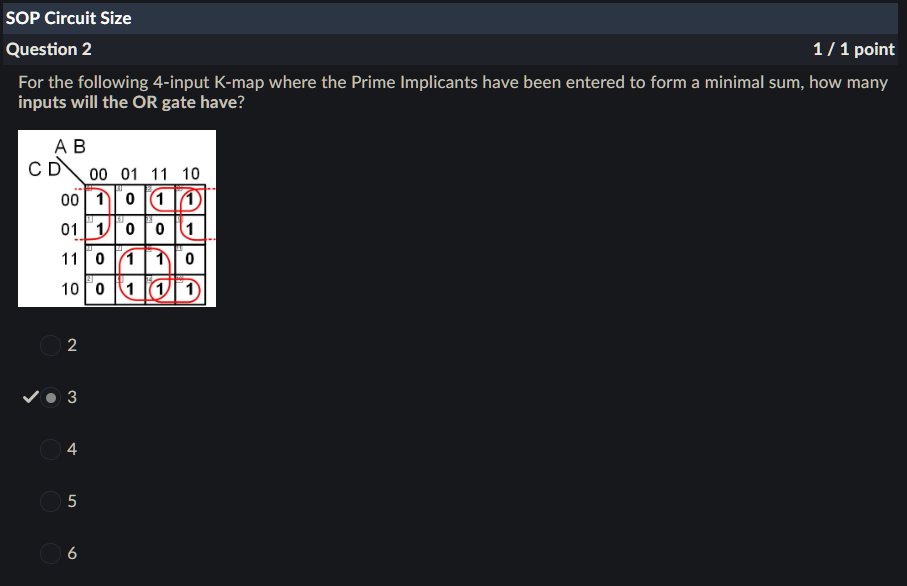 SOP Circuit Size
Question 2
1 / 1 point
For the following 4-input K-map where the Prime Implicants have been entered to form a minimal sum, how many
inputs will the OR gate have?
A B
C D 00 01 11 10
00 1 0 1 1
01 1 0 0 1
11 0 1 1 0
10 0 1 1 1
2
3
4
5
6